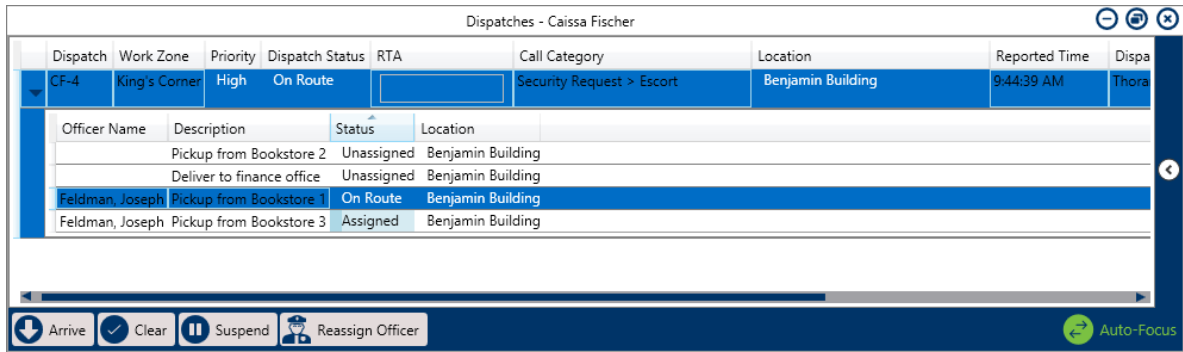 Dispatches - Caissa Fischer
Dispatch Work Zone Priority Dispatch Status RTA Call Category Location Reported Time Dispa
CF-4 King's Corner High On Route Security Request > Escort Benjamin Building 9:44:39 AM Thora
Officer Name Description Status Location
Pickup from Bookstore 2 Unassigned Benjamin Building
Deliver to finance office Unassigned Benjamin Building
Feldman, Joseph Pickup from Bookstore 1 On Route Benjamin Building
Feldman, Joseph Pickup from Bookstore 3 Assigned Benjamin Building
Arrive Clear Suspend Reassign Officer Auto-Focus